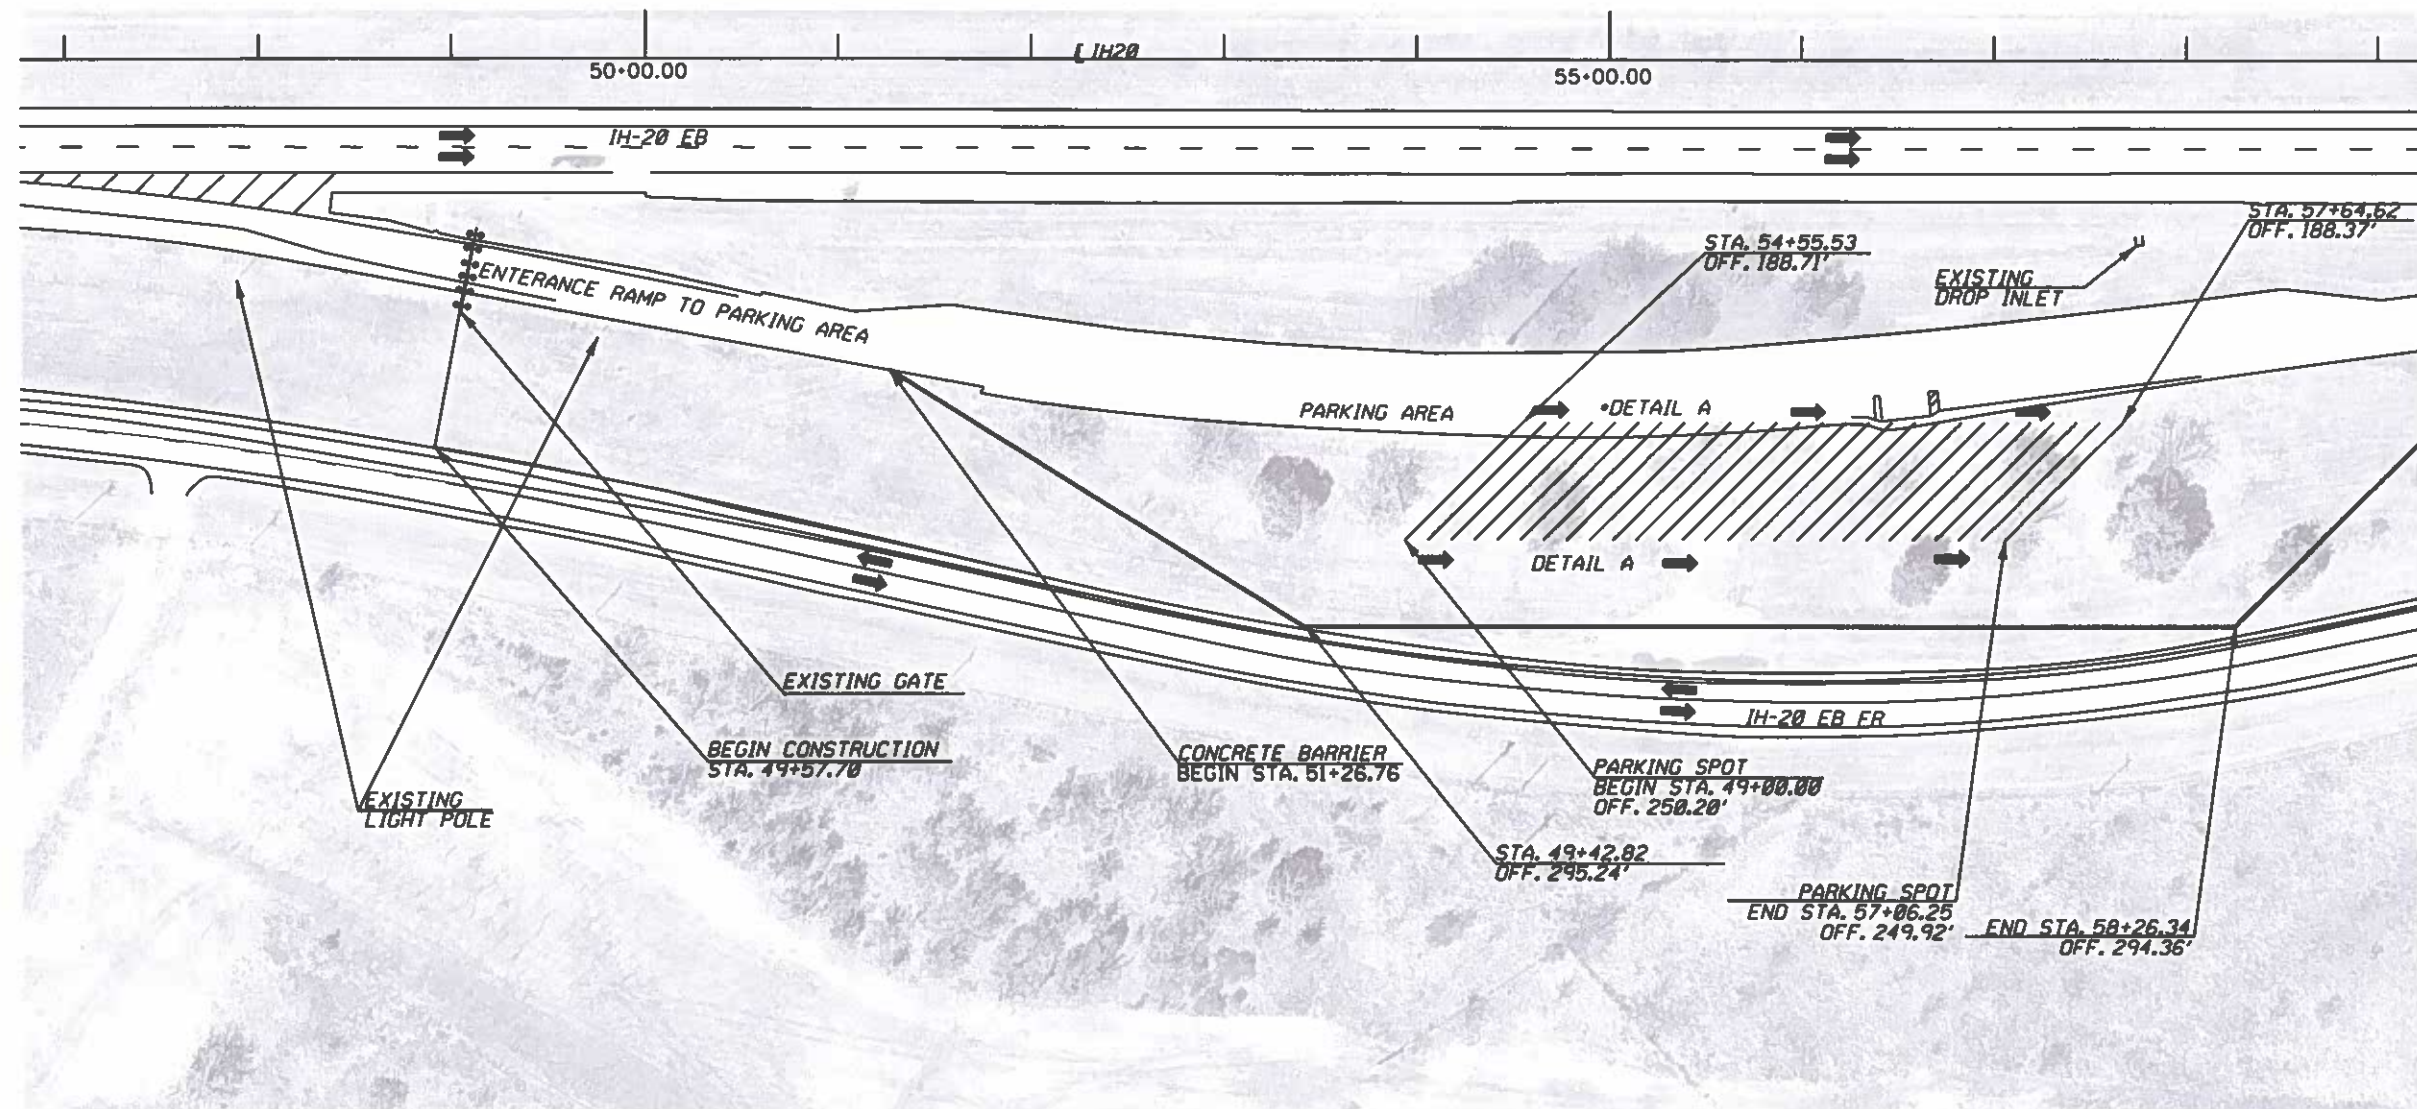 ⅊ IH20
50+00.00
55+00.00
IH-20 EB
STA. 57+64.62
OFF. 188.37'
STA. 54+55.53
OFF. 188.71'
EXISTING
DROP INLET
ENTERANCE RAMP TO PARKING AREA
PARKING AREA
*DETAIL A
DETAIL A
EXISTING GATE
IH-20 EB FR
BEGIN CONSTRUCTION
STA. 49+57.70
CONCRETE BARRIER
BEGIN STA. 51+26.76
PARKING SPOT
BEGIN STA. 49+00.00
OFF. 250.20'
EXISTING
LIGHT POLE
STA. 49+42.82
OFF. 295.24'
PARKING SPOT
END STA. 57+06.25
OFF. 249.92'
END STA. 58+26.34
OFF. 294.36'